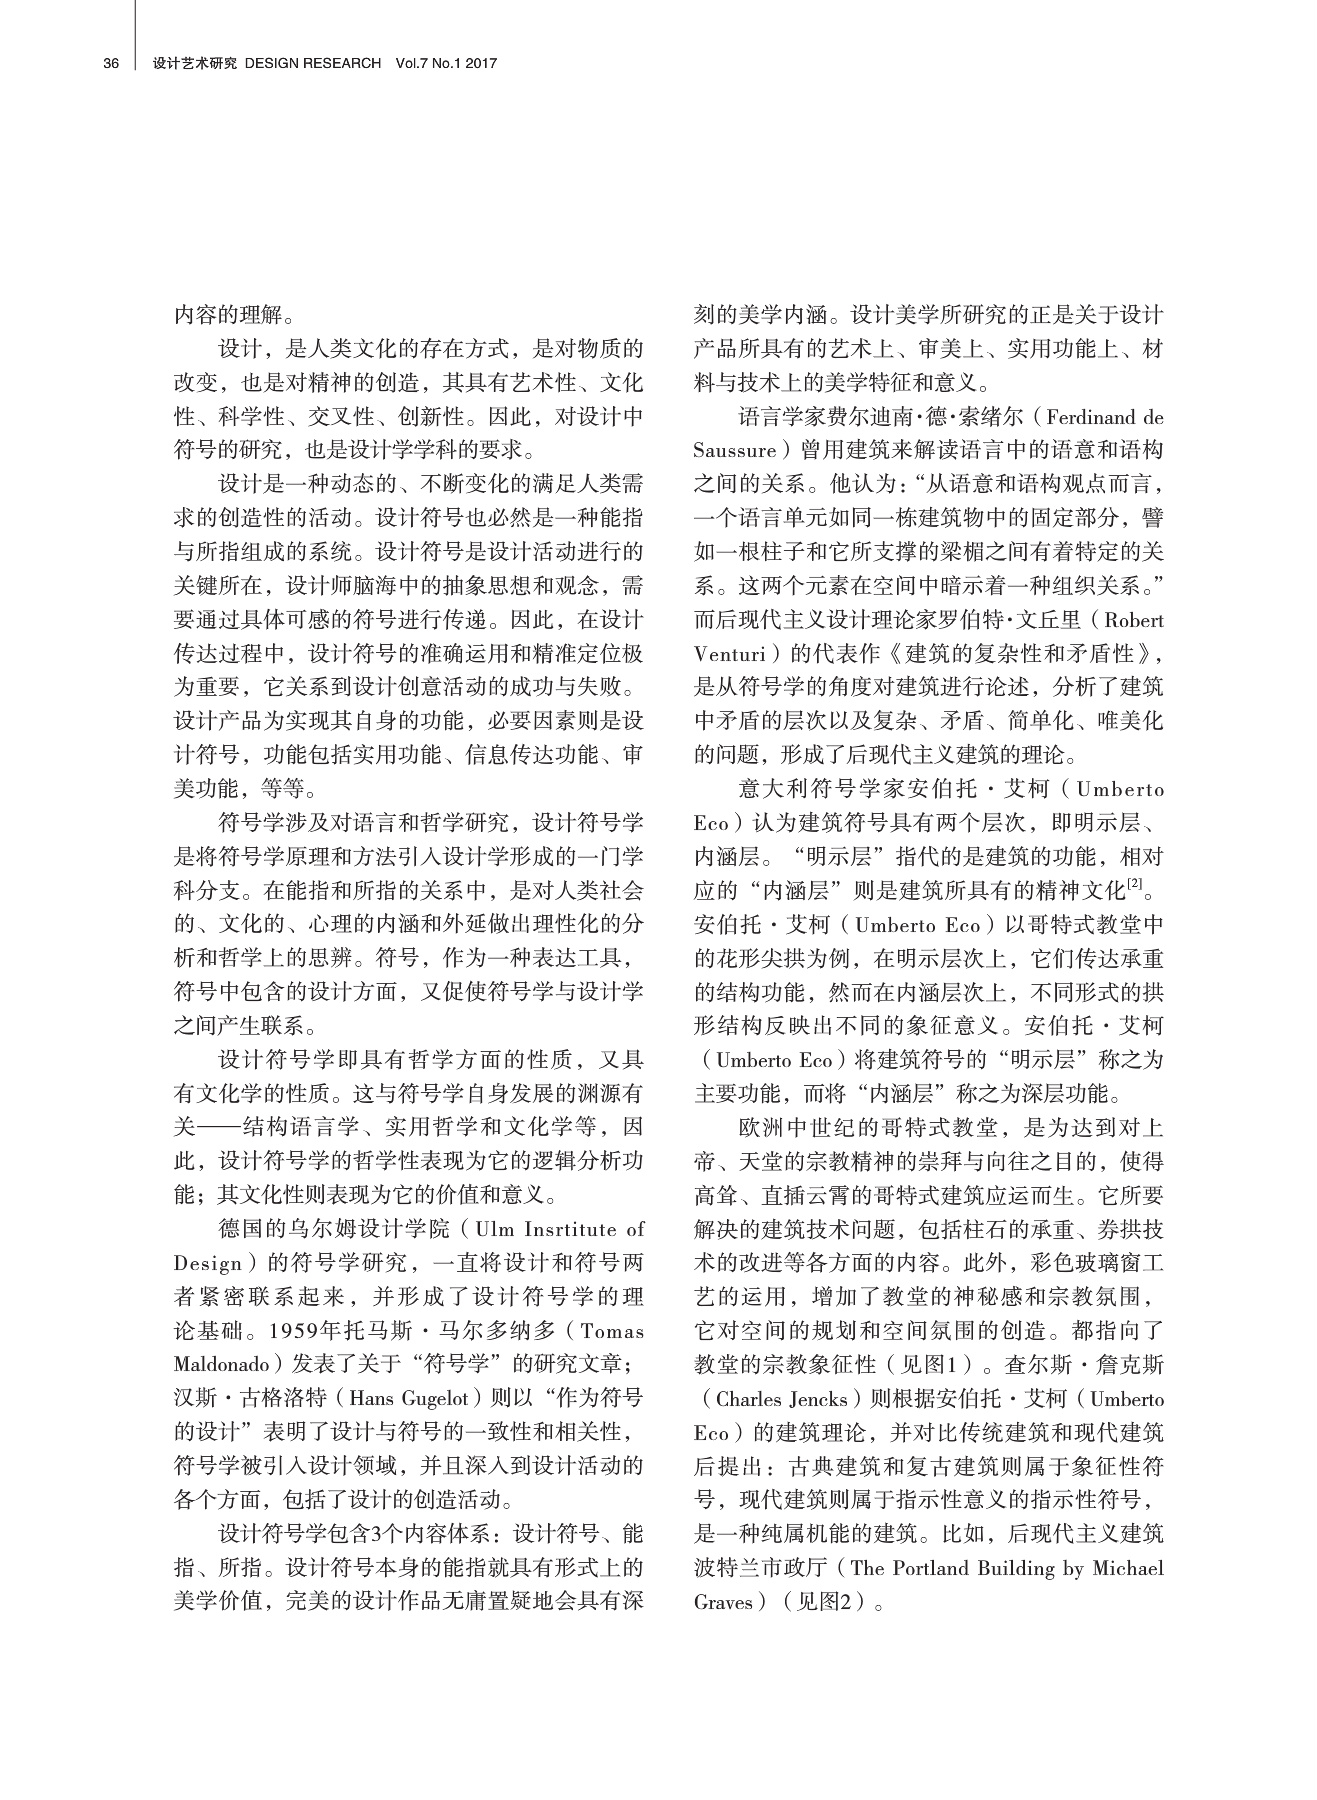 36 设计艺术研究 DESIGN RESEARCH Vol.7 No.1 2017
内容的理解。
设计，是人类文化的存在方式，是对物质的
改变，也是对精神的创造，其具有艺术性、文化
性、科学性、交叉性、创新性。因此，对设计中
符号的研究，也是设计学学科的要求。
设计是一种动态的、不断变化的满足人类需
求的创造性的活动。设计符号也必然是一种能指
与所指组成的系统。设计符号是设计活动进行的
关键所在，设计师脑海中的抽象思想和观念，需
要通过具体可感的符号进行传递。因此，在设计
传达过程中，设计符号的准确运用和精准定位极
为重要，它关系到设计创意活动的成功与失败。
设计产品为实现其自身的功能，必要因素则是设
计符号，功能包括实用功能、信息传达功能、审
美功能，等等。
符号学涉及对语言和哲学研究，设计符号学
是将符号学原理和方法引入设计学形成的一门学
科分支。在能指和所指的关系中，是对人类社会
的、文化的、心理的内涵和外延做出理性化的分
析和哲学上的思辨。符号，作为一种表达工具，
符号中包含的设计方面，又促使符号学与设计学
之间产生联系。
设计符号学即具有哲学方面的性质，又具
有文化学的性质。这与符号学自身发展的渊源有
关——结构语言学、实用哲学和文化学等，因
此，设计符号学的哲学性表现为它的逻辑分析功
能；其文化性则表现为它的价值和意义。
德国的乌尔姆设计学院（Ulm Insrtitute of
Design）的符号学研究，一直将设计和符号两
者紧密联系起来，并形成了设计符号学的理
论基础。1959年托马斯·马尔多纳多（Tomas
Maldonado）发表了关于“符号学”的研究文章；
汉斯·古格洛特（Hans Gugelot）则以“作为符号
的设计”表明了设计与符号的一致性和相关性，
符号学被引入设计领域，并且深入到设计活动的
各个方面，包括了设计的创造活动。
设计符号学包含3个内容体系：设计符号、能
指、所指。设计符号本身的能指就具有形式上的
美学价值，完美的设计作品无庸置疑地会具有深
刻的美学内涵。设计美学所研究的正是关于设计
产品所具有的艺术上、审美上、实用功能上、材
料与技术上的美学特征和意义。
语言学家费尔迪南·德·索绪尔（Ferdinand de
Saussure）曾用建筑来解读语言中的语意和语构
之间的关系。他认为：“从语意和语构观点而言，
一个语言单元如同一栋建筑物中的固定部分，譬
如一根柱子和它所支撑的梁楣之间有着特定的关
系。这两个元素在空间中暗示着一种组织关系。”
而后现代主义设计理论家罗伯特·文丘里（Robert
Venturi）的代表作《建筑的复杂性和矛盾性》，
是从符号学的角度对建筑进行论述，分析了建筑
中矛盾的层次以及复杂、矛盾、简单化、唯美化
的问题，形成了后现代主义建筑的理论。
意大利符号学家安伯托·艾柯（Umberto
Eco）认为建筑符号具有两个层次，即明示层、
内涵层。“明示层”指代的是建筑的功能，相对
应的“内涵层”则是建筑所具有的精神文化[2]。
安伯托·艾柯（Umberto Eco）以哥特式教堂中
的花形尖拱为例，在明示层次上，它们传达承重
的结构功能，然而在内涵层次上，不同形式的拱
形结构反映出不同的象征意义。安伯托·艾柯
（Umberto Eco）将建筑符号的“明示层”称之为
主要功能，而将“内涵层”称之为深层功能。
欧洲中世纪的哥特式教堂，是为达到对上
帝、天堂的宗教精神的崇拜与向往之目的，使得
高耸、直插云霄的哥特式建筑应运而生。它所要
解决的建筑技术问题，包括柱石的承重、券拱技
术的改进等各方面的内容。此外，彩色玻璃窗工
艺的运用，增加了教堂的神秘感和宗教氛围，
它对空间的规划和空间氛围的创造。都指向了
教堂的宗教象征性（见图1）。查尔斯·詹克斯
（Charles Jencks）则根据安伯托·艾柯（Umberto
Eco）的建筑理论，并对比传统建筑和现代建筑
后提出：古典建筑和复古建筑则属于象征性符
号，现代建筑则属于指示性意义的指示性符号，
是一种纯属机能的建筑。比如，后现代主义建筑
波特兰市政厅（The Portland Building by Michael
Graves）（见图2）。